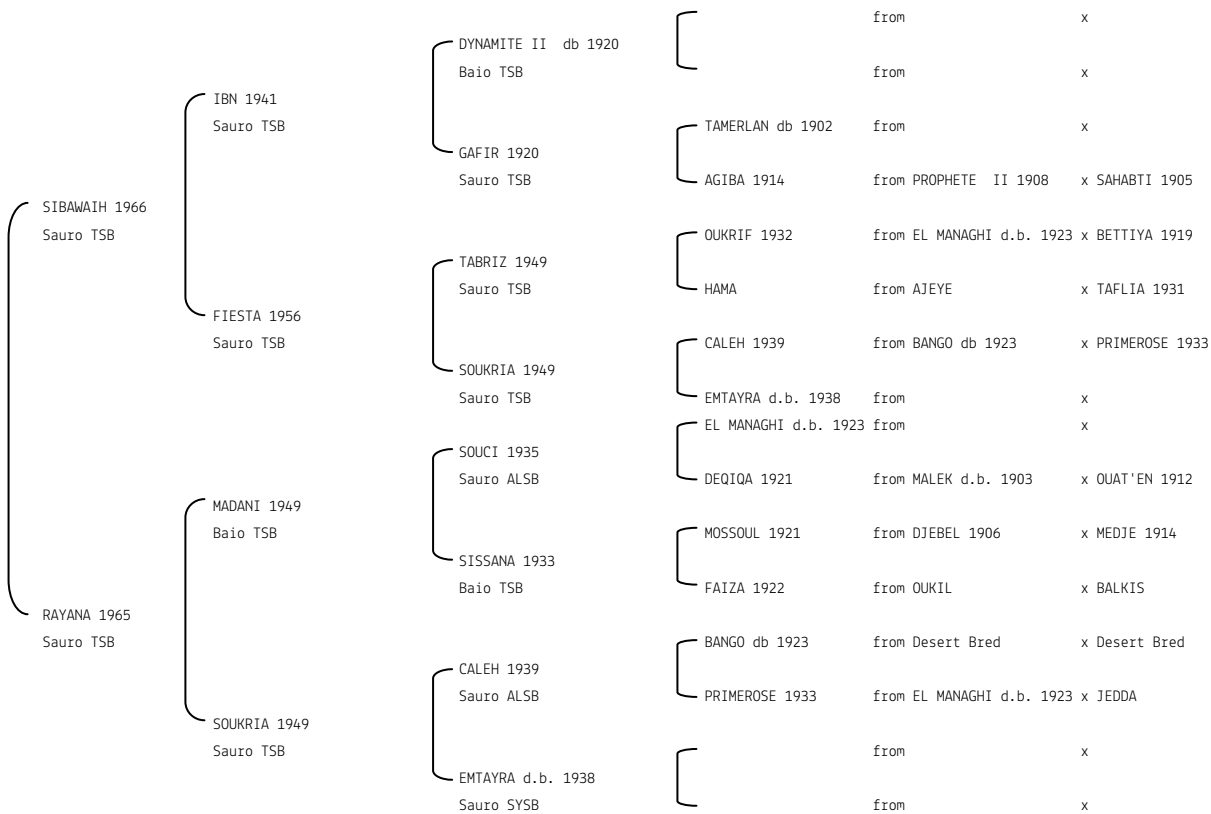 from x
DYNAMITE II db 1920
Baio TSB from x
IBN 1941
Sauro TSB TAMERLAN db 1902 from x
GAFIR 1920
Sauro TSB AGIBA 1914 from PROPHETE II 1908 x SAHABTI 1905
SIBAWAIH 1966
Sauro TSB OUKRIF 1932 from EL MANAGHI d.b. 1923 x BETTIYA 1919
TABRIZ 1949
Sauro TSB HAMA from AJEYE x TAFLIA 1931
FIESTA 1956
Sauro TSB CALEH 1939 from BANGO db 1923 x PRIMEROSE 1933
SOUKRIA 1949
Sauro TSB EMTAYRA d.b. 1938 from x
EL MANAGHI d.b. 1923 from x
SOUCI 1935
Sauro ALSB DEQIQA 1921 from MALEK d.b. 1903 x OUAT'EN 1912
MADANI 1949
Baio TSB MOSSOUL 1921 from DJEBEL 1906 x MEDJE 1914
SISSANA 1933
Baio TSB FAIZA 1922 from OUKIL x BALKIS
RAYANA 1965
Sauro TSB BANGO db 1923 from Desert Bred x Desert Bred
CALEH 1939
Sauro ALSB PRIMEROSE 1933 from EL MANAGHI d.b. 1923 x JEDDA
SOUKRIA 1949
Sauro TSB from x
EMTAYRA d.b. 1938
Sauro SYSB from x